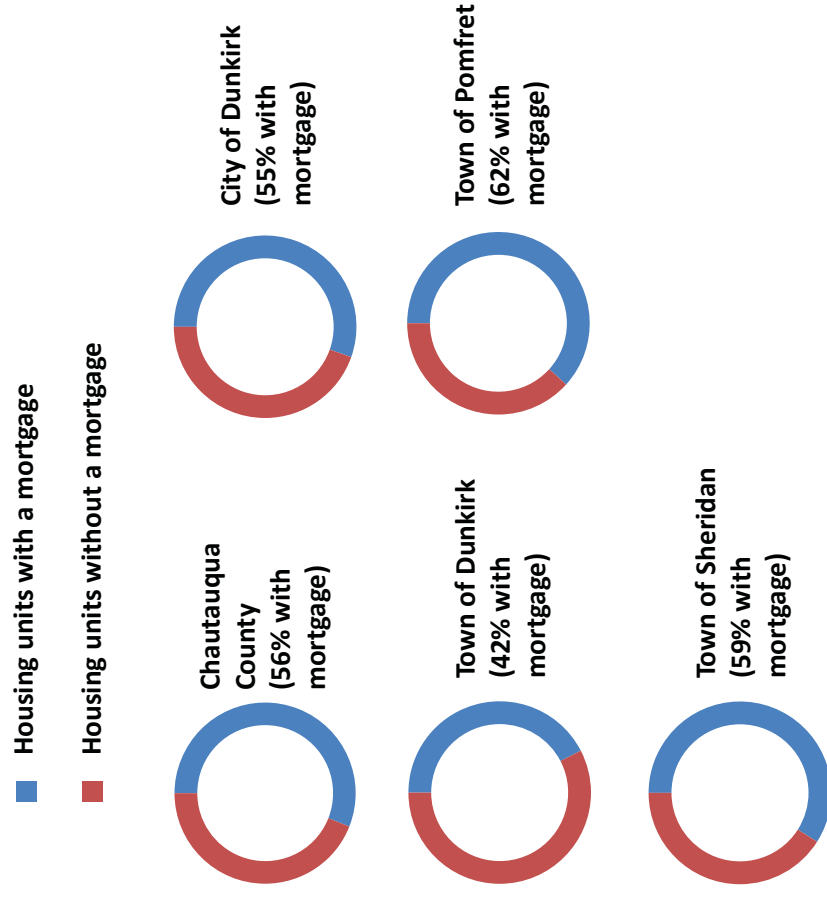 Housing units with a mortgage
Housing units without a mortgage
Chautauqua
County
(56% with
mortgage)
City of Dunkirk
(55% with
mortgage)
Town of Dunkirk
(42% with
mortgage)
Town of Pomfret
(62% with
mortgage)
Town of Sheridan
(59% with
mortgage)